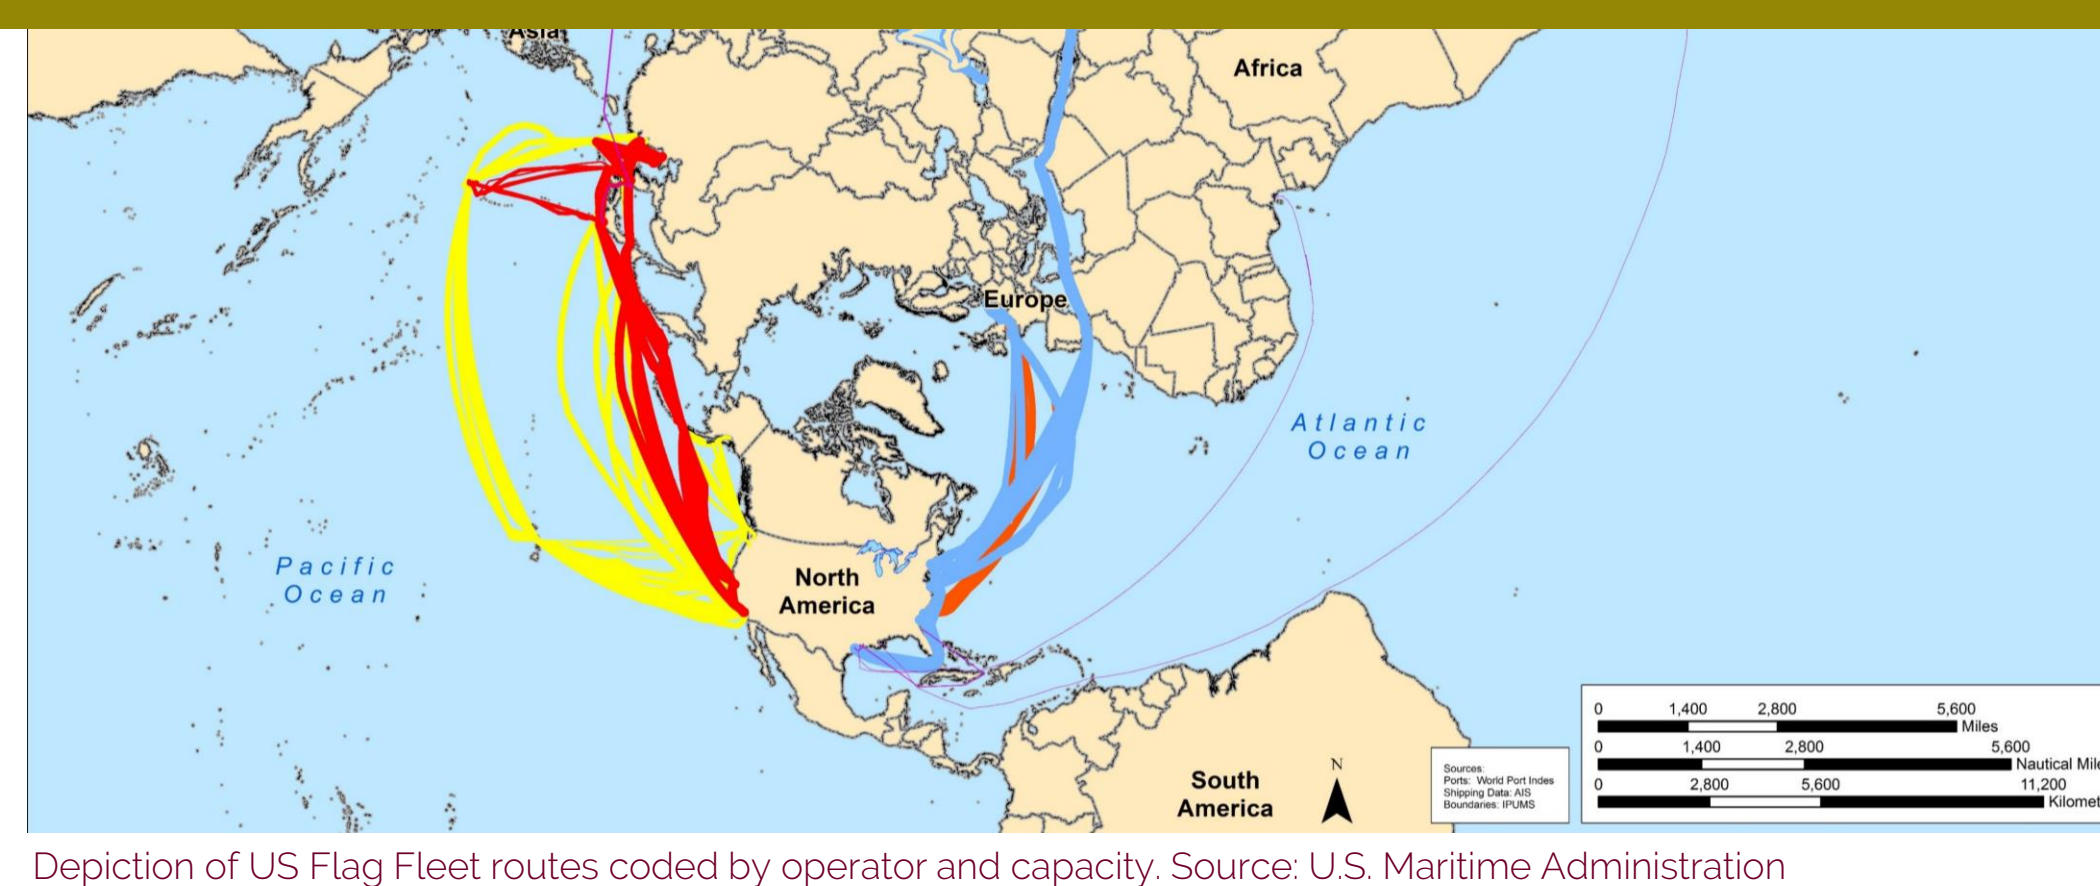 Asia
Africa
Europe
Atlantic
Ocean
Pacific
Ocean
North
America
South
America
N
Sources:
Ports: World Port Indes
Shipping Data: AIS
Boundaries: IPUMS
0 1,400 2,800 5,600
Miles
0 1,400 2,800 5,600
Nautical Mile
0 2,800 5,600 11,200
Kilomet
Depiction of US Flag Fleet routes coded by operator and capacity. Source: U.S. Maritime Administration